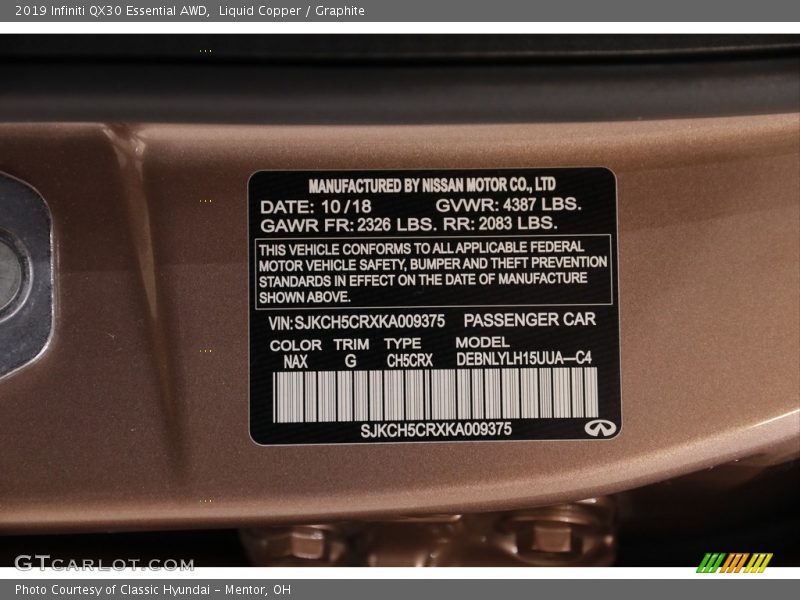 2019 Infiniti QX30 Essential AWD,  Liquid Copper / Graphite
MANUFACTURED BY NISSAN MOTOR CO., LTD
DATE: 10/18 GVWR: 4387 LBS.
GAWR FR: 2326 LBS. RR: 2083 LBS.
THIS VEHICLE CONFORMS TO ALL APPLICABLE FEDERAL
MOTOR VEHICLE SAFETY, BUMPER AND THEFT PREVENTION
STANDARDS IN EFFECT ON THE DATE OF MANUFACTURE
SHOWN ABOVE.
VIN: SJKCH5CRXKA009375 PASSENGER CAR
COLOR TRIM TYPE MODEL
NAX G CH5CRX DEBNLYLH15UUA—C4
SJKCH5CRXKA009375
GTCARLOT.COM
Photo Courtesy of Classic Hyundai - Mentor, OH